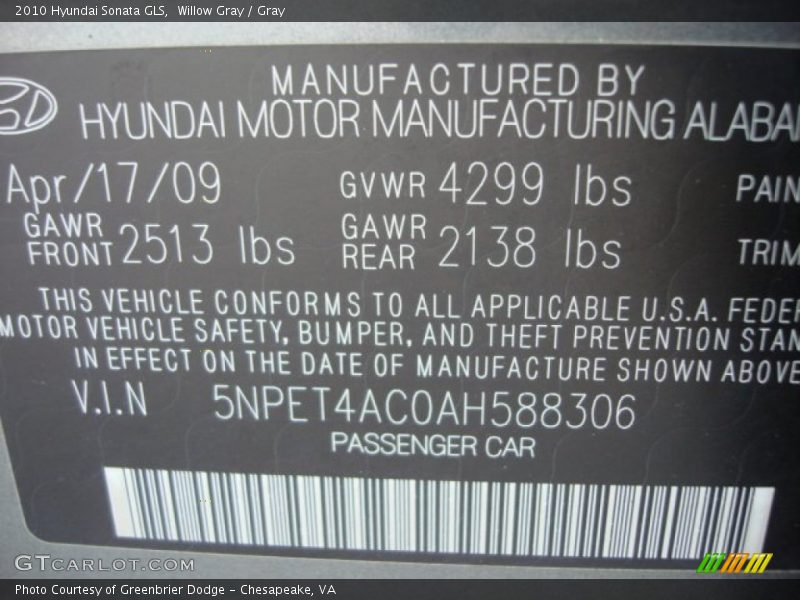 2010 Hyundai Sonata GLS, Willow Gray / Gray
MANUFACTURED BY
HYUNDAI MOTOR MANUFACTURING ALABA
Apr/17/09 GVWR 4299 lbs PAIN
GAWR FRONT 2513 lbs GAWR REAR 2138 lbs TRIM
THIS VEHICLE CONFORMS TO ALL APPLICABLE U.S.A. FEDER
MOTOR VEHICLE SAFETY, BUMPER, AND THEFT PREVENTION STAN
IN EFFECT ON THE DATE OF MANUFACTURE SHOWN ABOVE
V.I.N 5NPET4AC0AH588306
PASSENGER CAR
GTCARLOT.COM
Photo Courtesy of Greenbrier Dodge - Chesapeake, VA